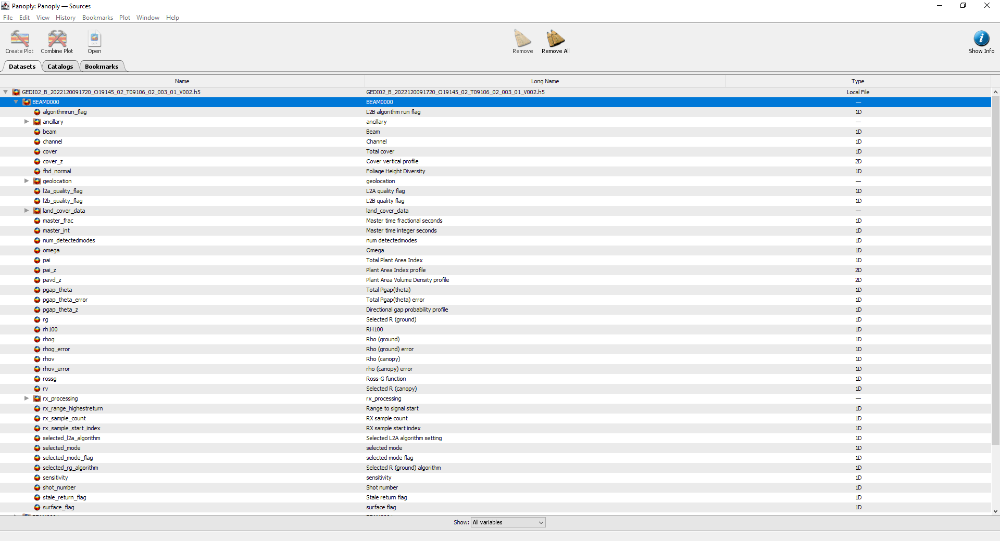 Panoply: Panoply — Sources
File Edit View History Bookmarks Plot Window Help
Create Plot Combine Plot Open Remove Remove All Show Info
Datasets Catalogs Bookmarks
Name Long Name Type
GEDI02_B_2022120091720_O19145_02_T09106_02_003_01_V002.h5 GEDI02_B_2022120091720_O19145_02_T09106_02_003_01_V002.h5 Local File
BEAM0000 BEAM0000 —
algorithmrun_flag L2B algorithm run flag 1D
ancillary ancillary —
beam Beam 1D
channel Channel 1D
cover Total cover 1D
cover_z Cover vertical profile 2D
fhd_normal Foliage Height Diversity 1D
geolocation geolocation —
l2a_quality_flag L2A quality flag 1D
l2b_quality_flag L2B quality flag 1D
land_cover_data land_cover_data —
master_frac Master time fractional seconds 1D
master_int Master time integer seconds 1D
num_detectedmodes num detectedmodes 1D
omega Omega 1D
pai Total Plant Area Index 1D
pai_z Plant Area Index profile 2D
pavd_z Plant Area Volume Density profile 2D
pgap_theta Total Pgap(theta) 1D
pgap_theta_error Total Pgap(theta) error 1D
pgap_theta_z Directional gap probability profile 1D
rg Selected R (ground) 1D
rh100 RH100 1D
rhog Rho (ground) 1D
rhog_error Rho (ground) error 1D
rhov Rho (canopy) 1D
rhov_error rho (canopy) error 1D
rossg Ross-G function 1D
rv Selected R (canopy) 1D
rx_processing rx_processing —
rx_range_highestreturn Range to signal start 1D
rx_sample_count RX sample count 1D
rx_sample_start_index RX sample start index 1D
selected_l2a_algorithm Selected L2A algorithm setting 1D
selected_mode selected mode 1D
selected_mode_flag selected mode flag 1D
selected_rg_algorithm Selected R (ground) algorithm 1D
sensitivity sensitivity 1D
shot_number Shot number 1D
stale_return_flag Stale return flag 1D
surface_flag surface flag 1D
Show: All variables